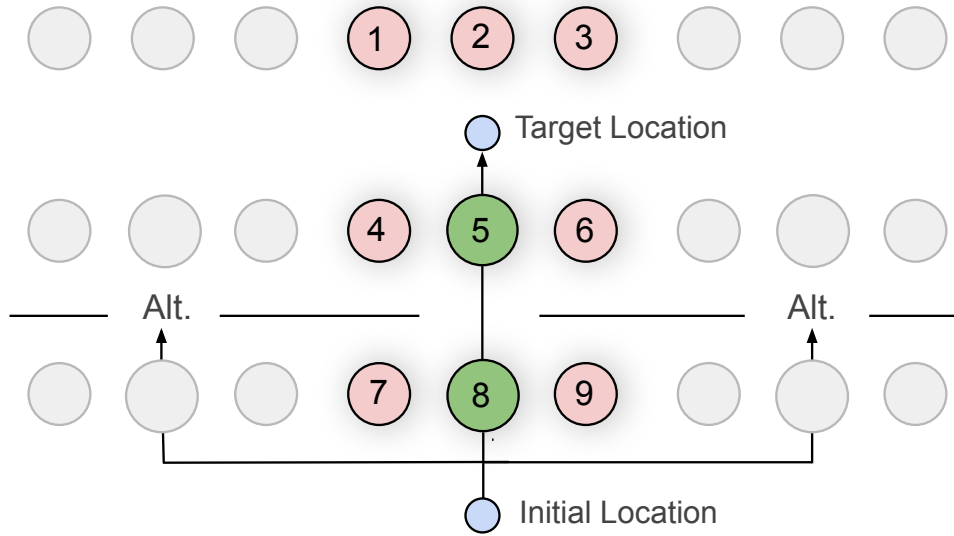 1 2 3
Target Location
4 5 6
Alt. Alt.
7 8 9
Initial Location